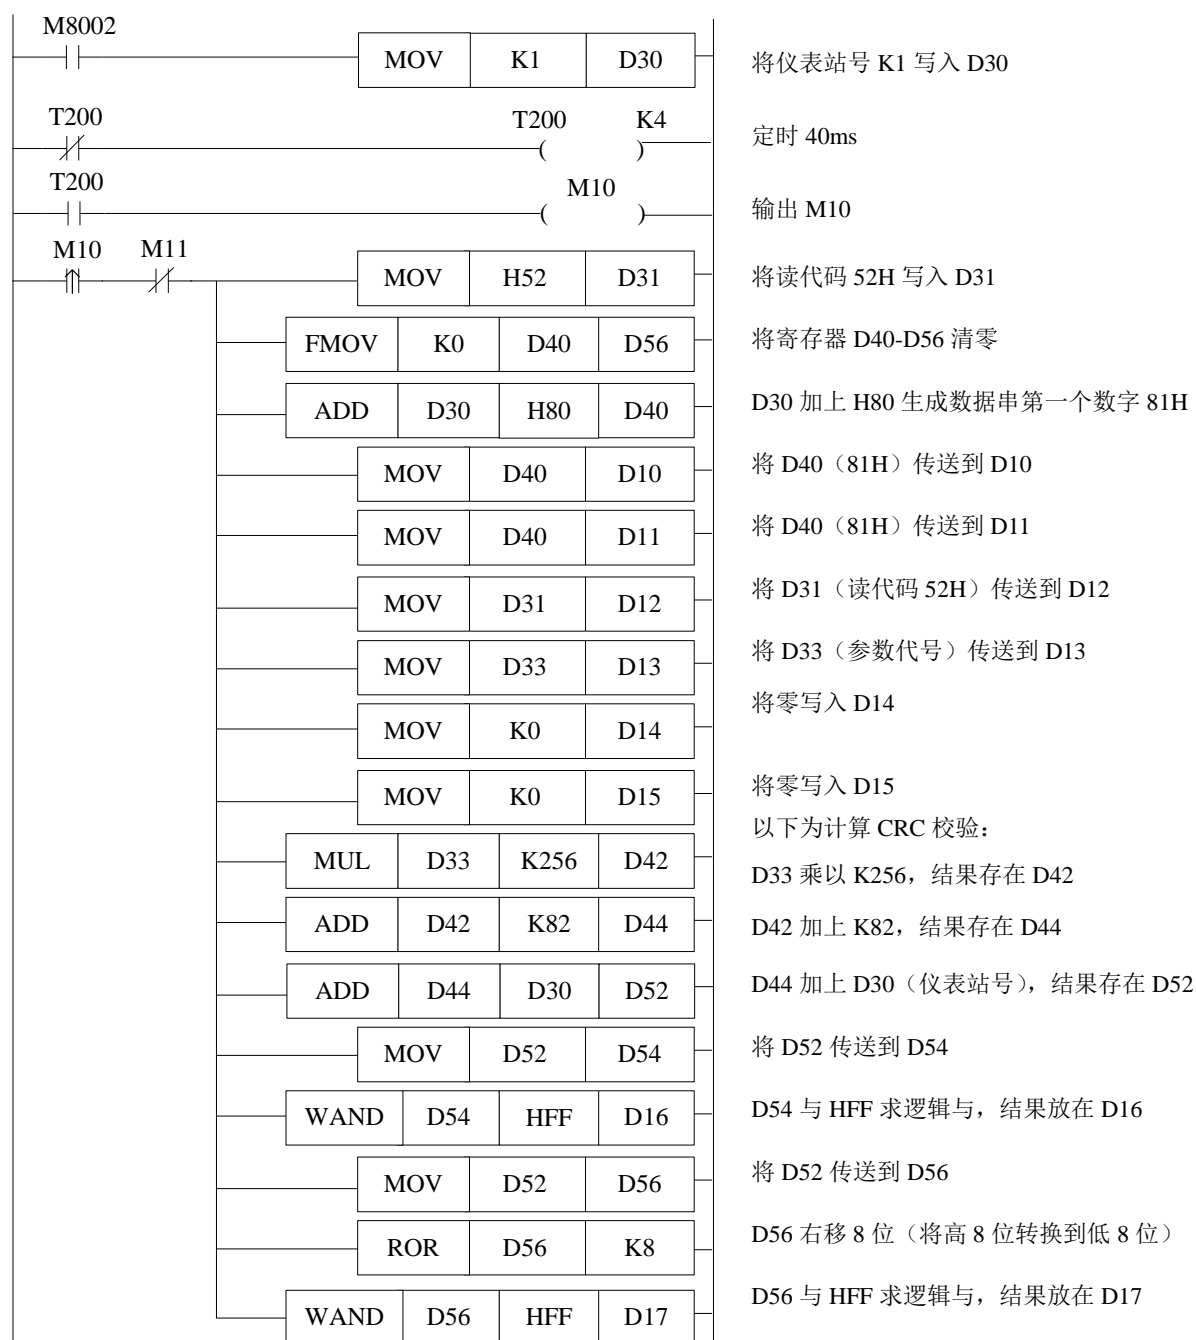 M8002
MOV K1 D30 将仪表站号 K1 写入 D30
T200 T200 K4
( ) 定时 40ms
T200 M10
( ) 输出 M10
M10 M11
MOV H52 D31 将读代码 52H 写入 D31
FMOV K0 D40 D56 将寄存器 D40-D56 清零
ADD D30 H80 D40 D30 加上 H80 生成数据串第一个数字 81H
MOV D40 D10 将 D40（81H）传送到 D10
MOV D40 D11 将 D40（81H）传送到 D11
MOV D31 D12 将 D31（读代码 52H）传送到 D12
MOV D33 D13 将 D33（参数代号）传送到 D13
MOV K0 D14 将零写入 D14
MOV K0 D15 将零写入 D15
以下为计算 CRC 校验：
MUL D33 K256 D42 D33 乘以 K256，结果存在 D42
ADD D42 K82 D44 D42 加上 K82，结果存在 D44
ADD D44 D30 D52 D44 加上 D30（仪表站号），结果存在 D52
MOV D52 D54 将 D52 传送到 D54
WAND D54 HFF D16 D54 与 HFF 求逻辑与，结果放在 D16
MOV D52 D56 将 D52 传送到 D56
ROR D56 K8 D56 右移 8 位（将高 8 位转换到低 8 位）
WAND D56 HFF D17 D56 与 HFF 求逻辑与，结果放在 D17